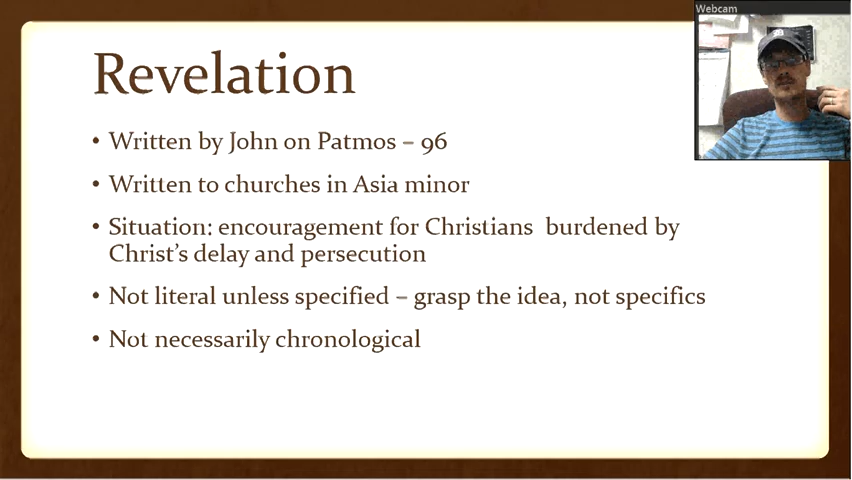 Webcam
Revelation
• Written by John on Patmos – 96
• Written to churches in Asia minor
• Situation: encouragement for Christians  burdened by
Christ’s delay and persecution
• Not literal unless specified – grasp the idea, not specifics
• Not necessarily chronological